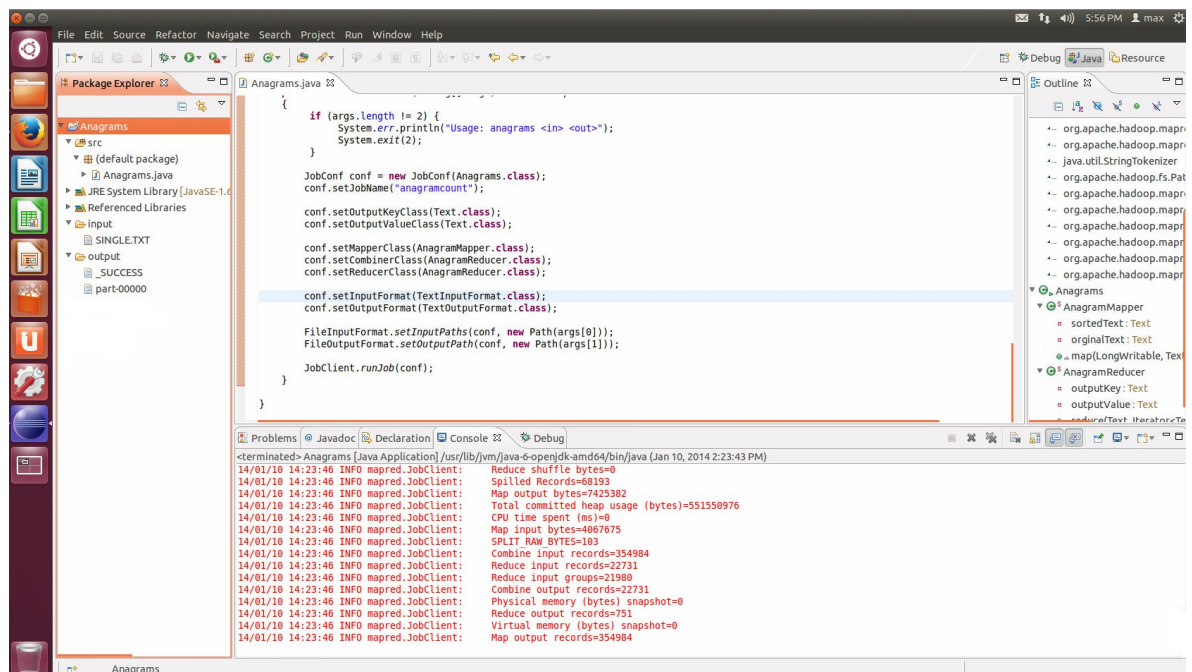 5:56 PM max
File Edit Source Refactor Navigate Search Project Run Window Help
Debug Java Resource
Package Explorer
Anagrams
src
(default package)
Anagrams.java
JRE System Library [JavaSE-1.6
Referenced Libraries
input
SINGLE.TXT
output
_SUCCESS
part-00000
Anagrams.java
{
if (args.length != 2) {
System.err.println("Usage: anagrams <in> <out>");
System.exit(2);
}
JobConf conf = new JobConf(Anagrams.class);
conf.setJobName("anagramcount");
conf.setOutputKeyClass(Text.class);
conf.setOutputValueClass(Text.class);
conf.setMapperClass(AnagramMapper.class);
conf.setCombinerClass(AnagramReducer.class);
conf.setReducerClass(AnagramReducer.class);
conf.setInputFormat(TextInputFormat.class);
conf.setOutputFormat(TextOutputFormat.class);
FileInputFormat.setInputPaths(conf, new Path(args[0]));
FileOutputFormat.setOutputPath(conf, new Path(args[1]));
JobClient.runJob(conf);
}
}
Outline
org.apache.hadoop.mapr
org.apache.hadoop.mapr
java.util.StringTokenizer
org.apache.hadoop.fs.Pat
org.apache.hadoop.mapr
org.apache.hadoop.mapr
org.apache.hadoop.mapr
org.apache.hadoop.mapr
org.apache.hadoop.mapr
org.apache.hadoop.mapr
Anagrams
AnagramMapper
sortedText : Text
orginalText : Text
map(LongWritable, Text
AnagramReducer
outputKey : Text
outputValue : Text
reduce(Text, Iterator<Te
Problems Javadoc Declaration Console Debug
<terminated> Anagrams [Java Application] /usr/lib/jvm/java-6-openjdk-amd64/bin/java (Jan 10, 2014 2:23:43 PM)
14/01/10 14:23:46 INFO mapred.JobClient: Reduce shuffle bytes=0
14/01/10 14:23:46 INFO mapred.JobClient: Spilled Records=68193
14/01/10 14:23:46 INFO mapred.JobClient: Map output bytes=7425382
14/01/10 14:23:46 INFO mapred.JobClient: Total committed heap usage (bytes)=551550976
14/01/10 14:23:46 INFO mapred.JobClient: CPU time spent (ms)=0
14/01/10 14:23:46 INFO mapred.JobClient: Map input bytes=4067675
14/01/10 14:23:46 INFO mapred.JobClient: SPLIT_RAW_BYTES=103
14/01/10 14:23:46 INFO mapred.JobClient: Combine input records=354984
14/01/10 14:23:46 INFO mapred.JobClient: Reduce input records=22731
14/01/10 14:23:46 INFO mapred.JobClient: Reduce input groups=21980
14/01/10 14:23:46 INFO mapred.JobClient: Combine output records=22731
14/01/10 14:23:46 INFO mapred.JobClient: Physical memory (bytes) snapshot=0
14/01/10 14:23:46 INFO mapred.JobClient: Reduce output records=751
14/01/10 14:23:46 INFO mapred.JobClient: Virtual memory (bytes) snapshot=0
14/01/10 14:23:46 INFO mapred.JobClient: Map output records=354984
Anagrams